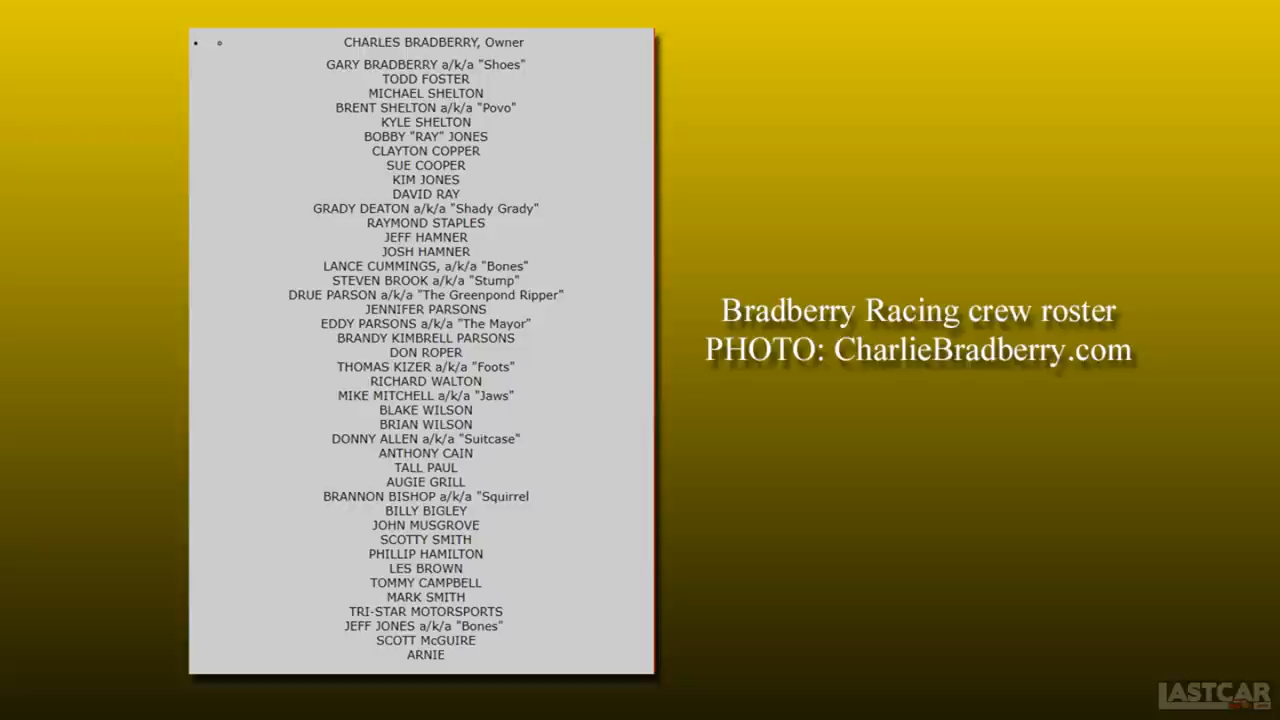 CHARLES BRADBERRY, Owner
GARY BRADBERRY a/k/a "Shoes"
TODD FOSTER
MICHAEL SHELTON
BRENT SHELTON a/k/a "Povo"
KYLE SHELTON
BOBBY "RAY" JONES
CLAYTON COPPER
SUE COOPER
KIM JONES
DAVID RAY
GRADY DEATON a/k/a "Shady Grady"
RAYMOND STAPLES
JEFF HAMNER
JOSH HAMNER
LANCE CUMMINGS, a/k/a "Bones"
STEVEN BROOK a/k/a "Stump"
DRUE PARSON a/k/a "The Greenpond Ripper"
JENNIFER PARSONS
EDDY PARSONS a/k/a "The Mayor"
BRANDY KIMBRELL PARSONS
DON ROPER
THOMAS KIZER a/k/a "Foots"
RICHARD WALTON
MIKE MITCHELL a/k/a "Jaws"
BLAKE WILSON
BRIAN WILSON
DONNY ALLEN a/k/a "Suitcase"
ANTHONY CAIN
TALL PAUL
AUGIE GRILL
BRANNON BISHOP a/k/a "Squirrel
BILLY BIGLEY
JOHN MUSGROVE
SCOTTY SMITH
PHILLIP HAMILTON
LES BROWN
TOMMY CAMPBELL
MARK SMITH
TRI-STAR MOTORSPORTS
JEFF JONES a/k/a "Bones"
SCOTT McGUIRE
ARNIE
Bradberry Racing crew roster
PHOTO: CharlieBradberry.com
LASTCAR